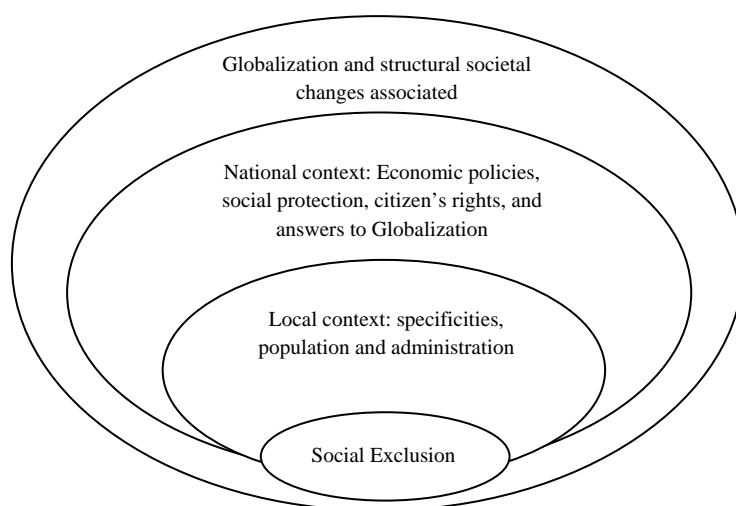 Globalization and structural societal
changes associated
National context: Economic policies,
social protection, citizen’s rights, and
answers to Globalization
Local context: specificities,
population and administration
Social Exclusion